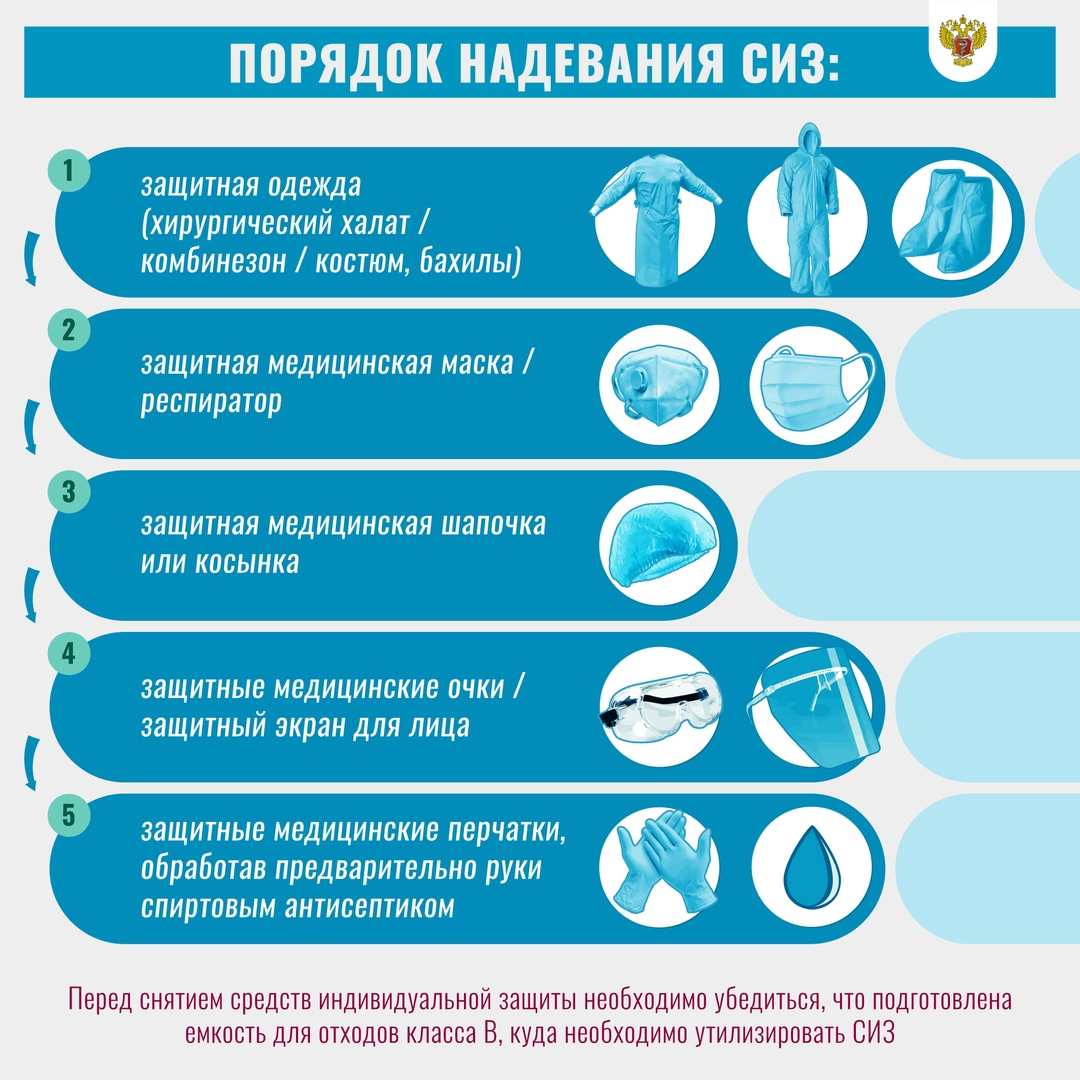 ПОРЯДОК НАДЕВАНИЯ СИЗ:
1
защитная одежда
(хирургический халат /
комбинезон / костюм, бахилы)
2
защитная медицинская маска /
респиратор
3
защитная медицинская шапочка
или косынка
4
защитные медицинские очки /
защитный экран для лица
5
защитные медицинские перчатки,
обработав предварительно руки
спиртовым антисептиком
Перед снятием средств индивидуальной защиты необходимо убедиться, что подготовлена
емкость для отходов класса В, куда необходимо утилизировать СИЗ